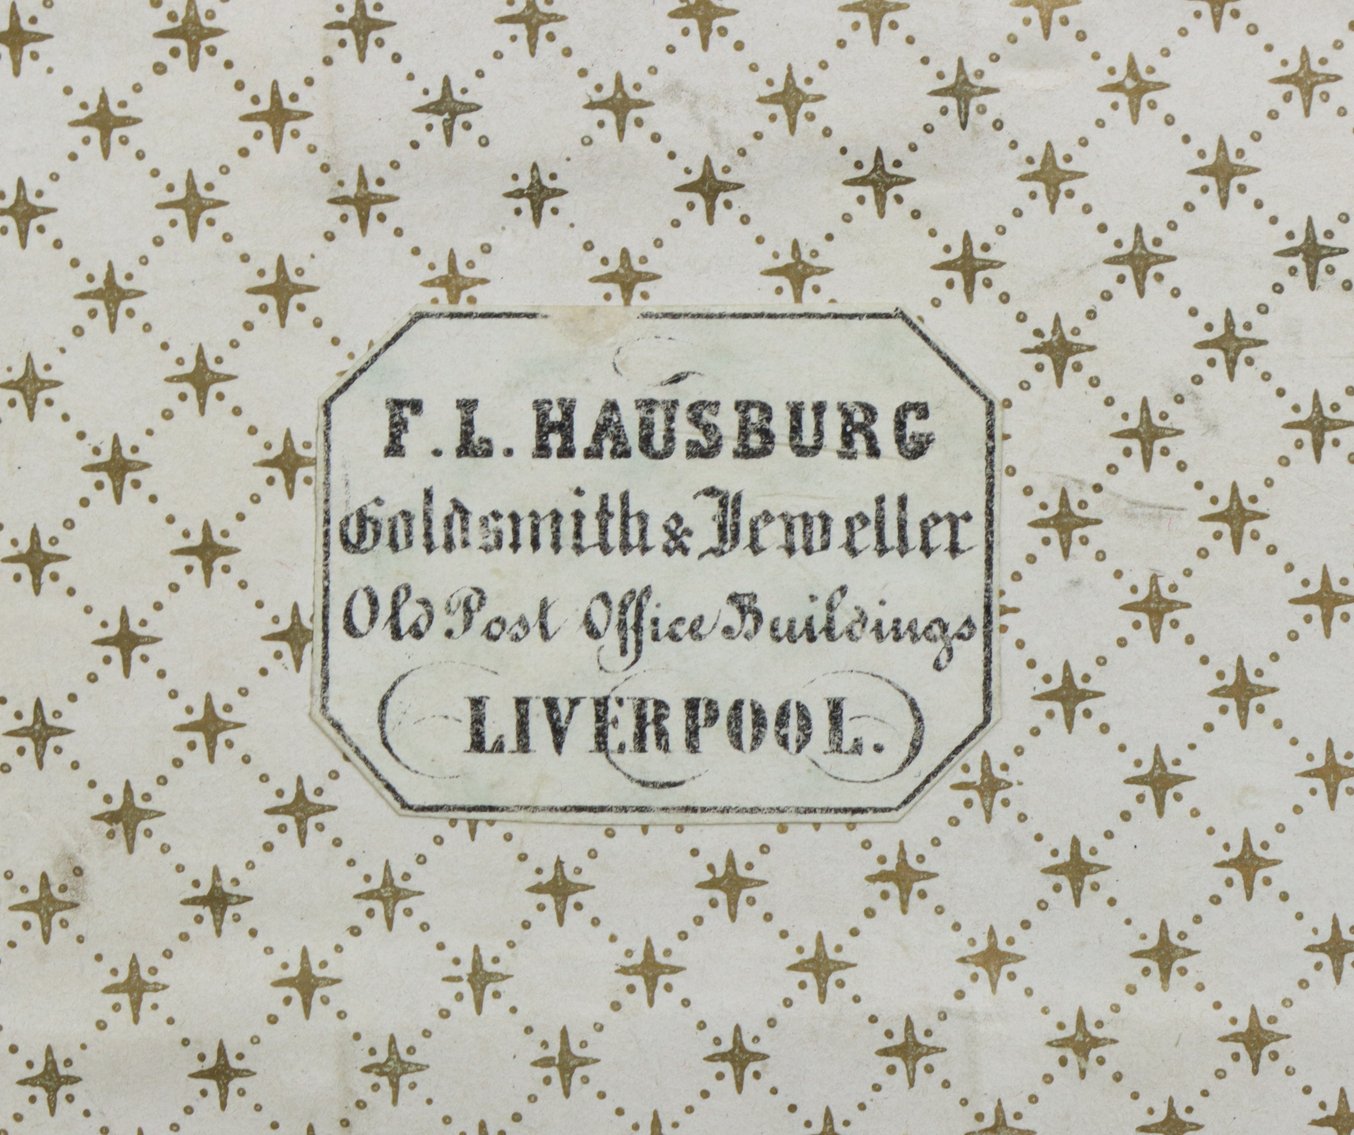 F. L. HAUSBURG
Goldsmith & Jeweller
Old Post Office Buildings
LIVERPOOL.